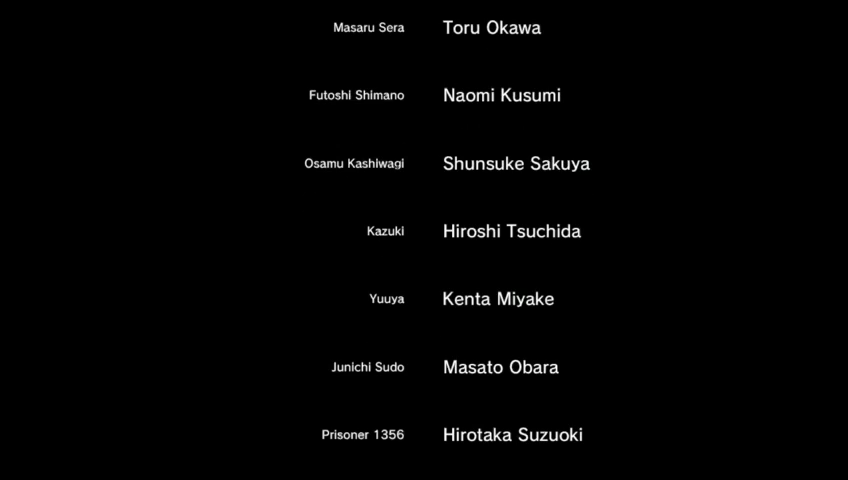 Masaru Sera Toru Okawa
Futoshi Shimano Naomi Kusumi
Osamu Kashiwagi Shunsuke Sakuya
Kazuki Hiroshi Tsuchida
Yuuya Kenta Miyake
Junichi Sudo Masato Obara
Prisoner 1356 Hirotaka Suzuoki